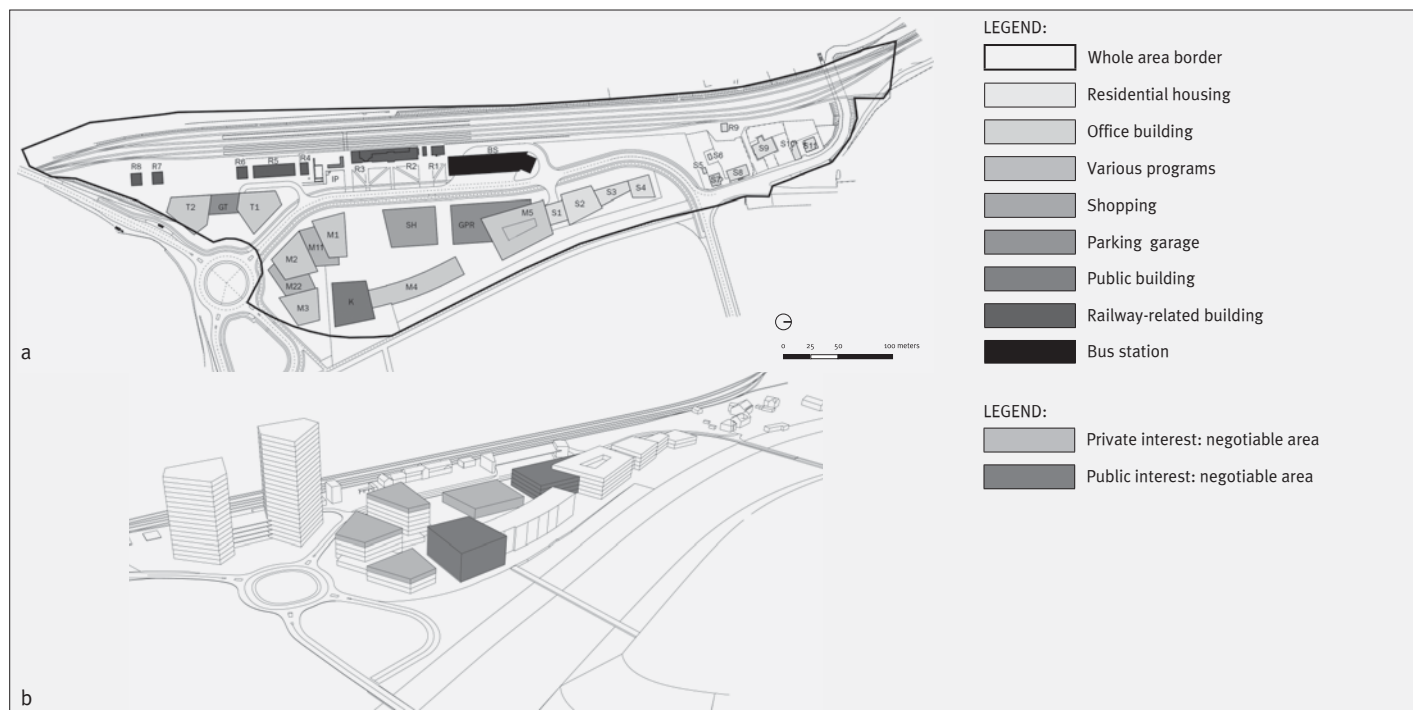 LEGEND:
Whole area border
Residential housing
Office building
Various programs
Shopping
Parking garage
Public building
Railway-related building
Bus station
R8 R7 R6 R5 R4 IP R3 R2 R1 BS R9
S5 S6 S7 S8 S9 S11
T2 GT T1 SH GPR M5 S1 S2 S3 S4
M1
M11
M2
M22
M3 K M4
0 25 50 100 meters
a
LEGEND:
Private interest: negotiable area
Public interest: negotiable area
b